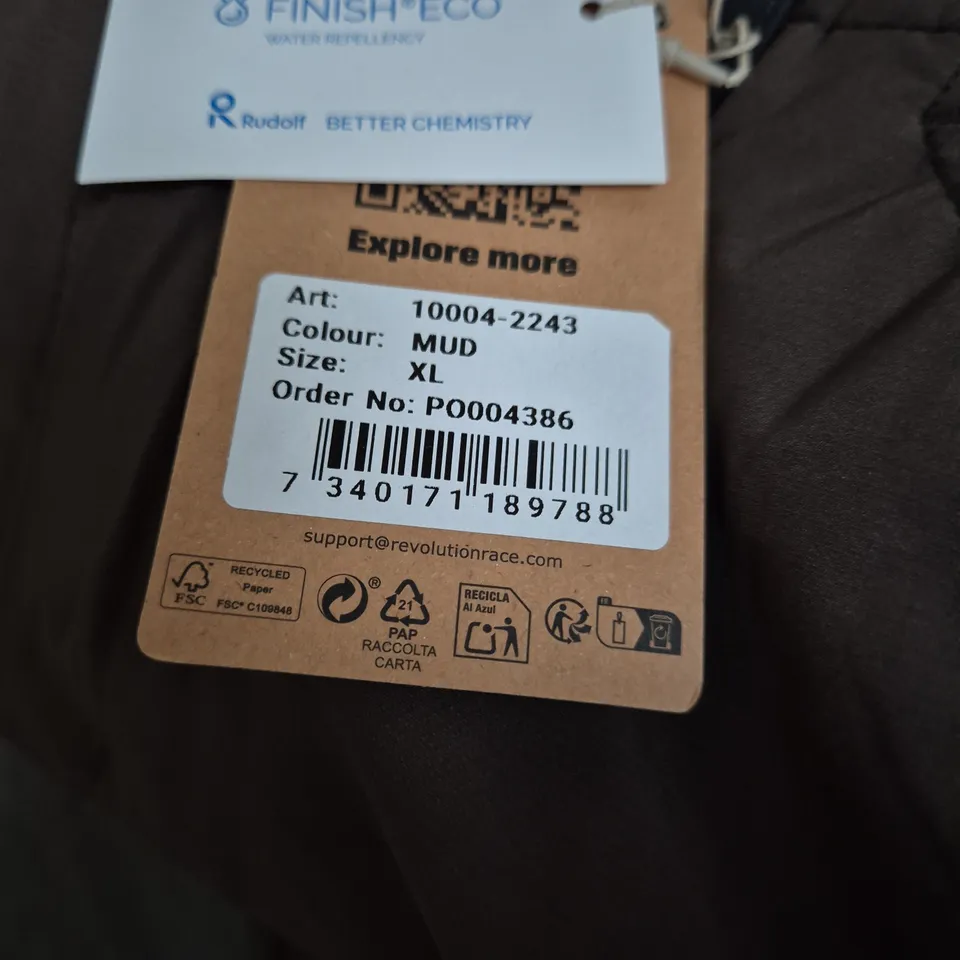 FINISH®ECO
WATER REPELLENCY
Rudolf BETTER CHEMISTRY
Explore more
Art: 10004-2243
Colour: MUD
Size: XL
Order No: PO004386
7 340171 189788
support@revolutionrace.com
RECYCLED
Paper
FSC
FSC® C109848
®
21
PAP
RACCOLTA
CARTA
RECICLA
Al Azul